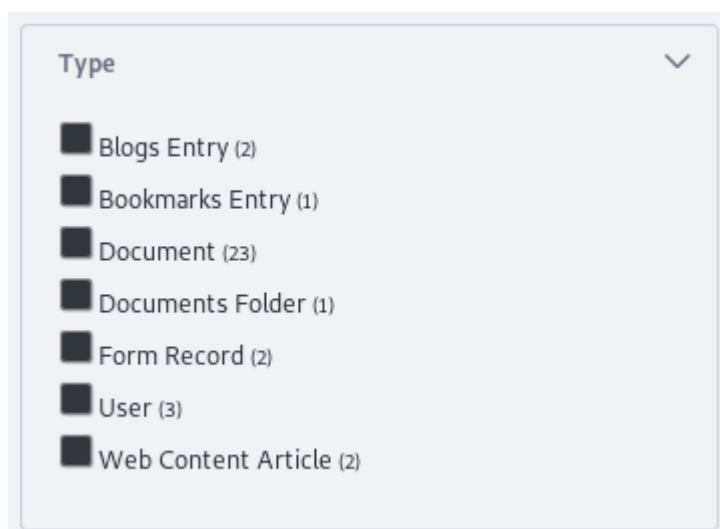 Type
Blogs Entry (2)
Bookmarks Entry (1)
Document (23)
Documents Folder (1)
Form Record (2)
User (3)
Web Content Article (2)